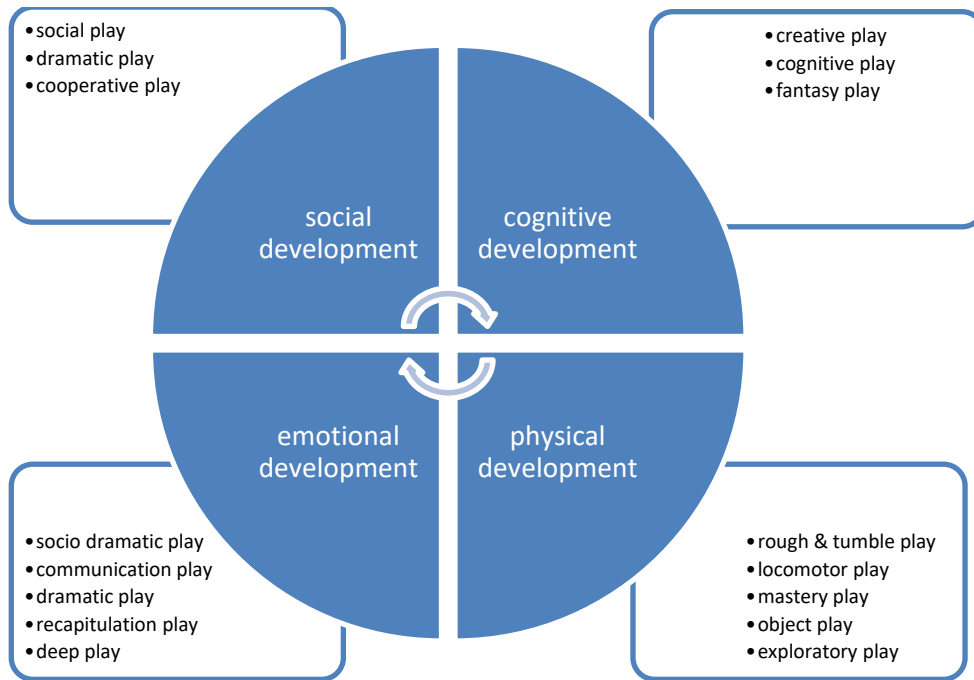 •social play
•dramatic play
•cooperative play
•creative play
•cognitive play
•fantasy play
social
development
cognitive
development
emotional
development
physical
development
•socio dramatic play
•communication play
•dramatic play
•recapitulation play
•deep play
•rough & tumble play
•locomotor play
•mastery play
•object play
•exploratory play